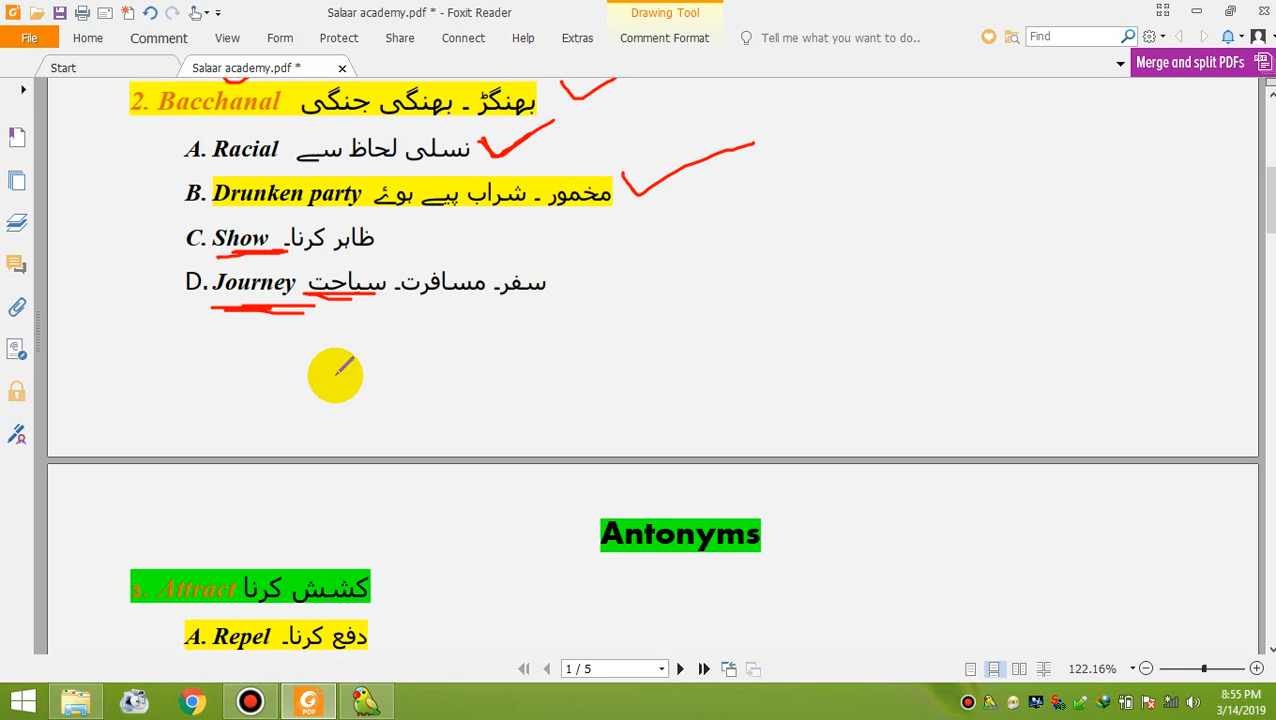 Salaar academy.pdf * - Foxit Reader
Drawing Tool
File Home Comment View Form Protect Share Connect Help Extras Comment Format Tell me what you want to do.. Find
Start
Salaar academy.pdf *
Merge and split PDFs
2. Bacchanal بھنگڑ ۔ بھنگی جنگی
A. Racial نسلی لحاظ سے
B. Drunken party مخمور ۔ شراب پیے ہوۓ
C. Show ظاہر کرنا۔
D. Journey سفر۔ مسافرت۔ سیاحت
Antonyms
3. Attract کشش کرنا
A. Repel دفع کرنا۔
1 / 5
122.16%
8:55 PM
3/14/2019